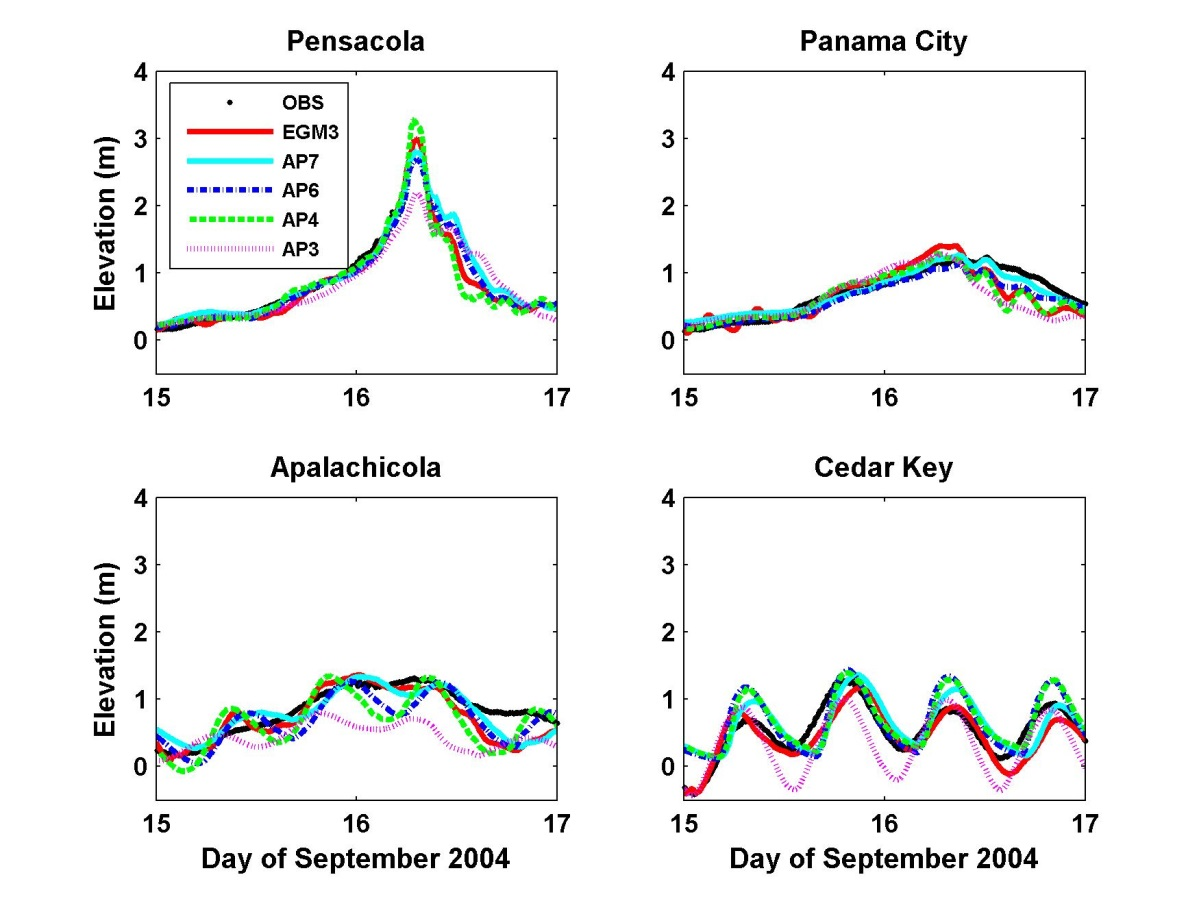 Pensacola
4
3
2
1
0
Elevation (m)
OBS
EGM3
AP7
AP6
AP4
AP3
15 16 17
Panama City
4
3
2
1
0
15 16 17
Apalachicola
4
3
2
1
0
Elevation (m)
15 16 17
Day of September 2004
Cedar Key
4
3
2
1
0
15 16 17
Day of September 2004